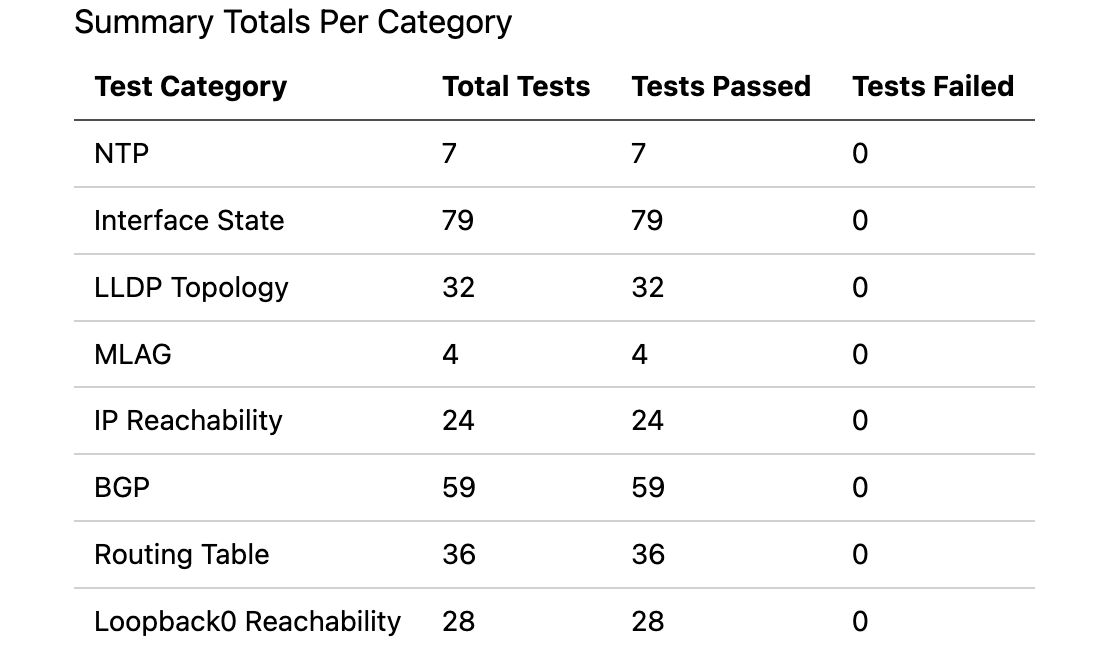 Summary Totals Per Category
Test Category Total Tests Tests Passed Tests Failed
NTP 7 7 0
Interface State 79 79 0
LLDP Topology 32 32 0
MLAG 4 4 0
IP Reachability 24 24 0
BGP 59 59 0
Routing Table 36 36 0
Loopback0 Reachability 28 28 0